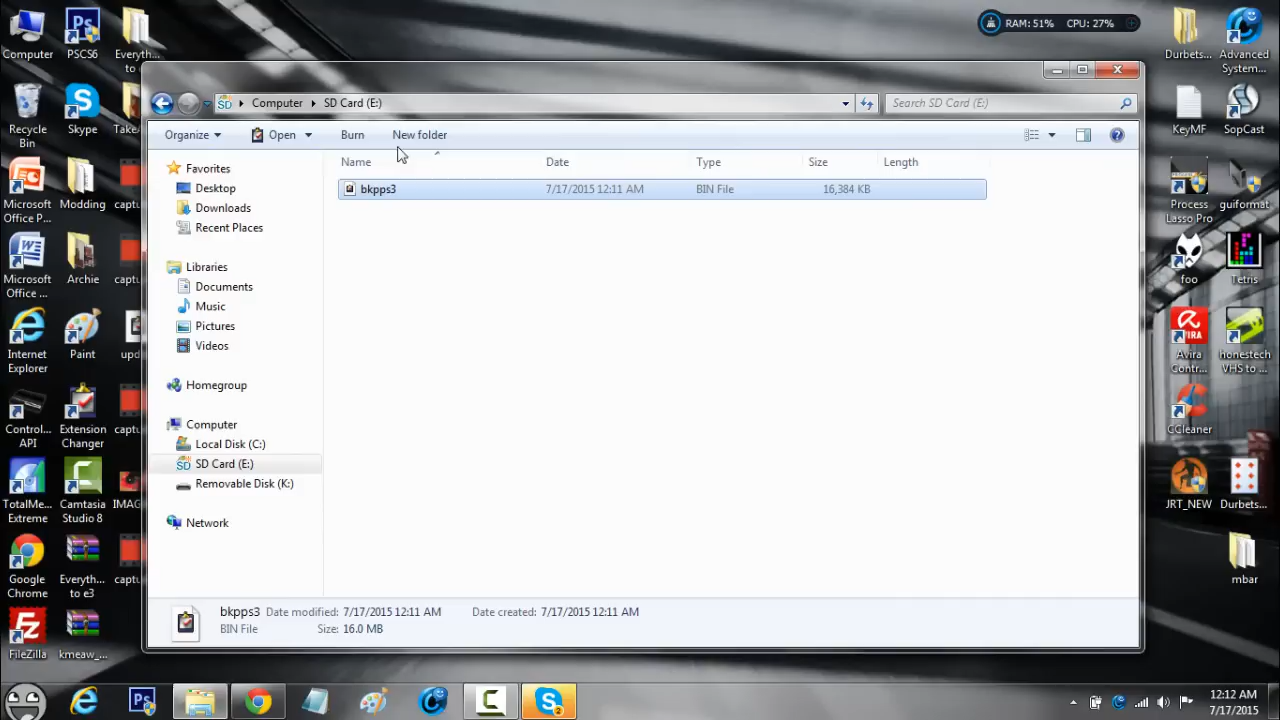 Computer
PSCS6
Everyth...
to e
RAM: 51% CPU: 27%
Durbets...
Advanced
System...
Computer SD Card (E:)
Search SD Card (E:)
Organize Open Burn New folder
Recycle
Bin
Skype
TakeA
KeyMF
SopCast
Name Date Type Size Length
bkpps3 7/17/2015 12:11 AM BIN File 16,384 KB
Favorites
Desktop
Downloads
Recent Places
Libraries
Documents
Music
Pictures
Videos
Homegroup
Computer
Local Disk (C:)
SD Card (E:)
Removable Disk (K:)
Network
Microsoft
Office P...
Modding
captu
Process
Lasso Pro
guiformat
Microsoft
Office ...
Archie
captu
foo
Tetris
Internet
Explorer
Paint
upd
Avira
Contr...
honestech
VHS to ...
Control...
API
Extension
Changer
captu
CCleaner
TotalMe...
Extreme
Camtasia
Studio 8
IMAG
JRT_NEW
Durbets...
Google
Chrome
Everyth...
to e3
captu
mbar
FileZilla
kmeaw_...
bkpps3 Date modified: 7/17/2015 12:11 AM Date created: 7/17/2015 12:11 AM
BIN File Size: 16.0 MB
12:12 AM
7/17/2015